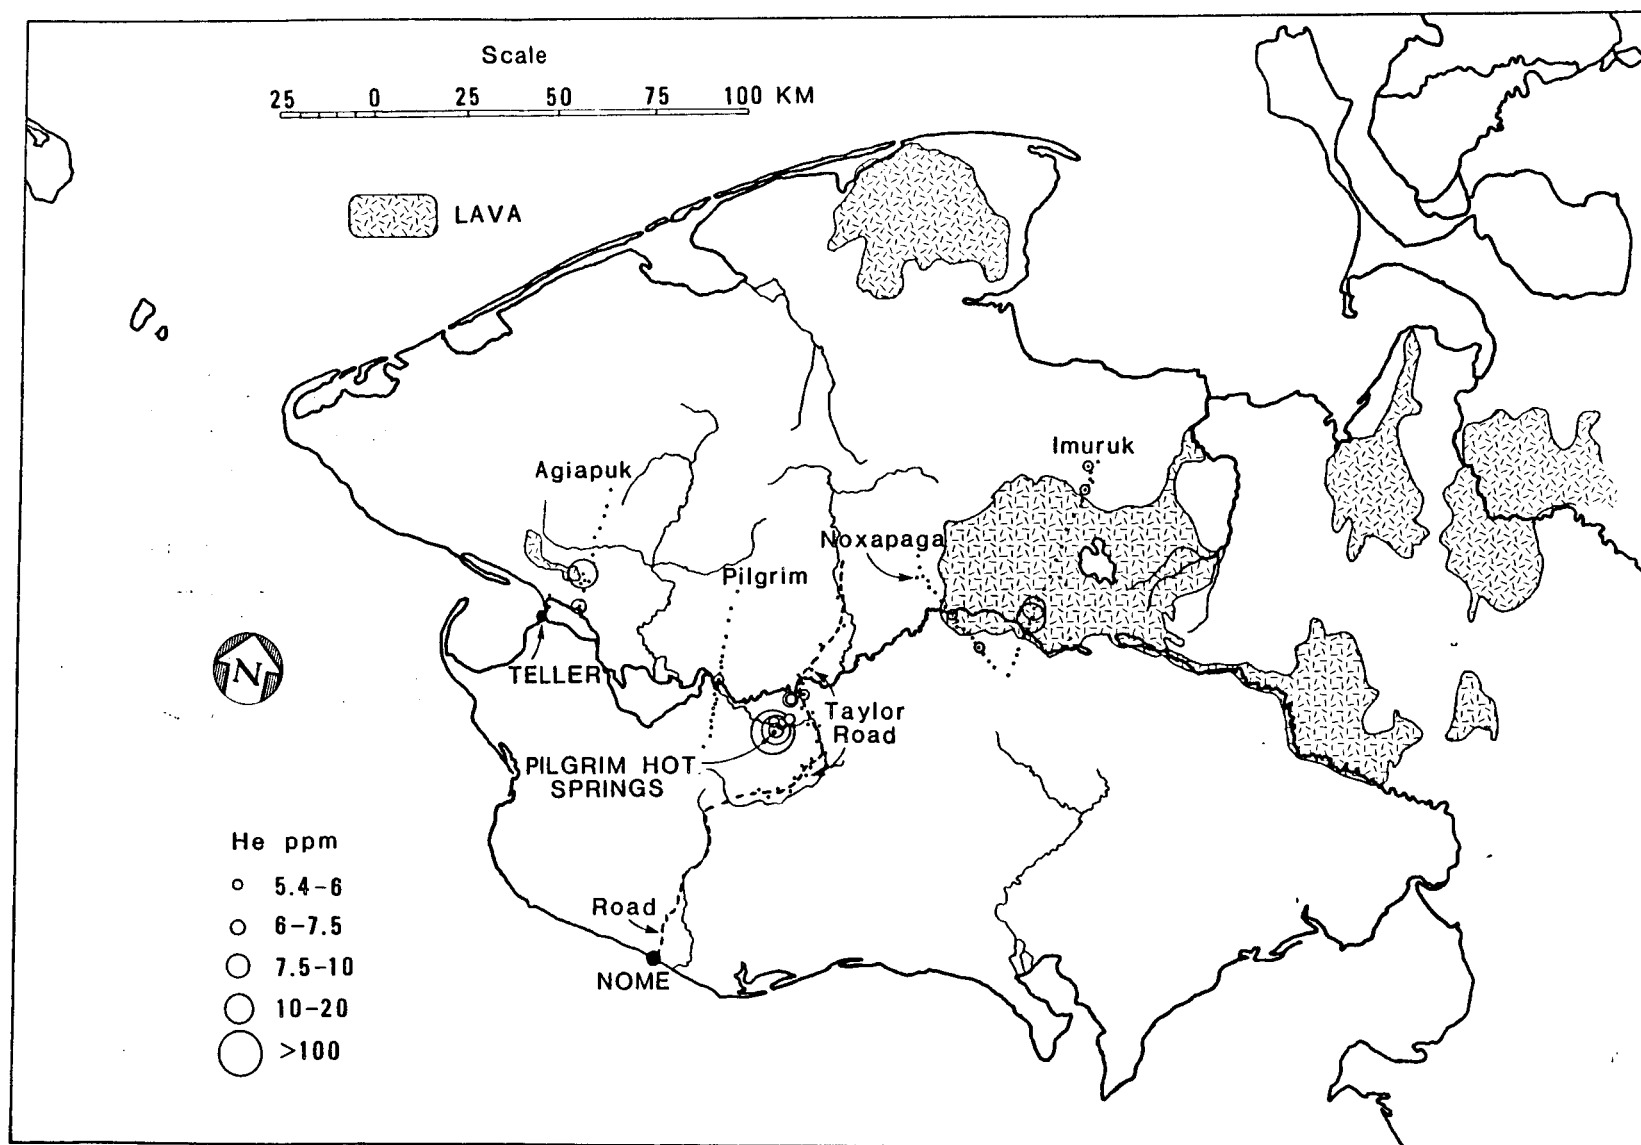 Scale
25 0 25 50 75 100 KM
LAVA
Imuruk
Agiapuk
Noxapaga
Pilgrim
N
TELLER
Taylor
Road
PILGRIM HOT
SPRINGS
He ppm
5.4-6
6-7.5
7.5-10
10-20
>100
Road
NOME